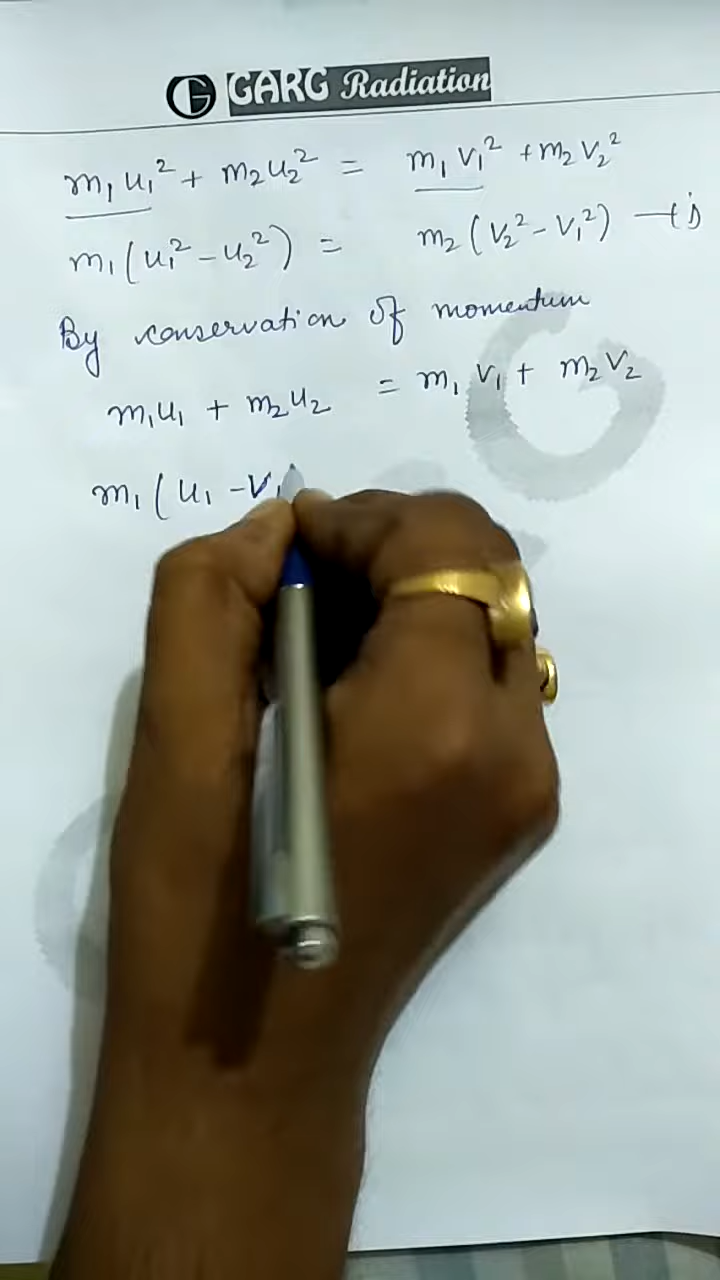 G GARG Radiation
m₁u₁² + m₂u₂² = m₁v₁² + m₂v₂²
m₁(u₁² - u₂²) = m₂(v₂² - v₁²) —(i)
By conservation of momentum
m₁u₁ + m₂u₂ = m₁v₁ + m₂v₂
m₁(u₁ - v₁